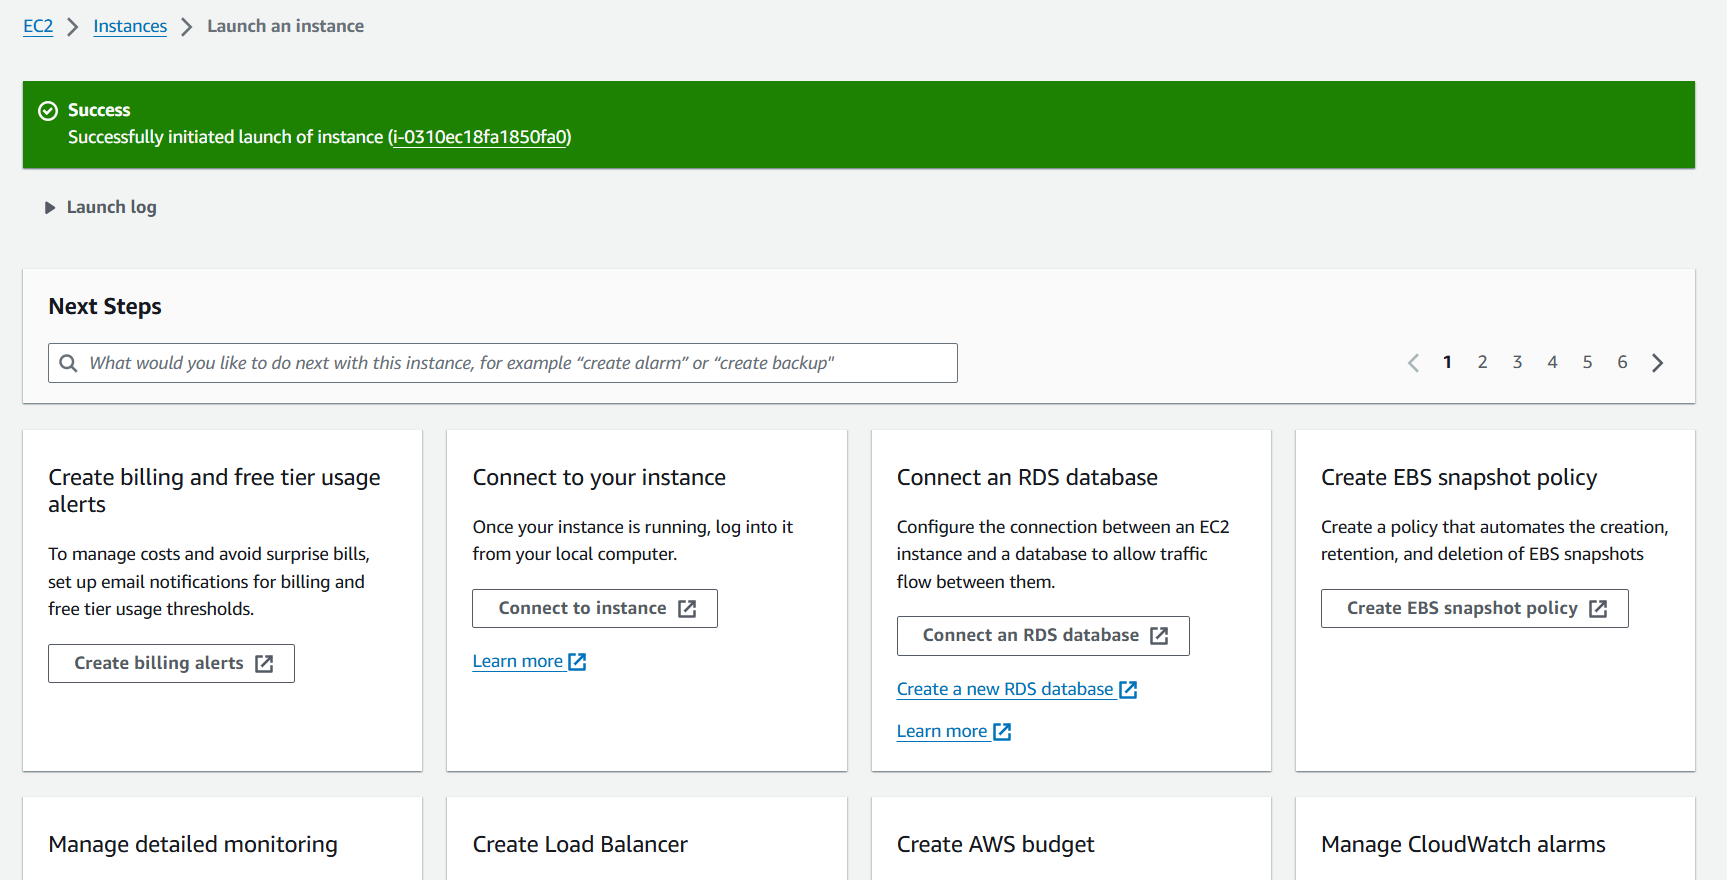 EC2 > Instances > Launch an instance
Success
Successfully initiated launch of instance (i-0310ec18fa1850fa0)
Launch log
Next Steps
What would you like to do next with this instance, for example “create alarm” or “create backup"
1 2 3 4 5 6
Create billing and free tier usage
alerts
To manage costs and avoid surprise bills,
set up email notifications for billing and
free tier usage thresholds.
Create billing alerts
Connect to your instance
Once your instance is running, log into it
from your local computer.
Connect to instance
Learn more
Connect an RDS database
Configure the connection between an EC2
instance and a database to allow traffic
flow between them.
Connect an RDS database
Create a new RDS database
Learn more
Create EBS snapshot policy
Create a policy that automates the creation,
retention, and deletion of EBS snapshots
Create EBS snapshot policy
Manage detailed monitoring
Create Load Balancer
Create AWS budget
Manage CloudWatch alarms